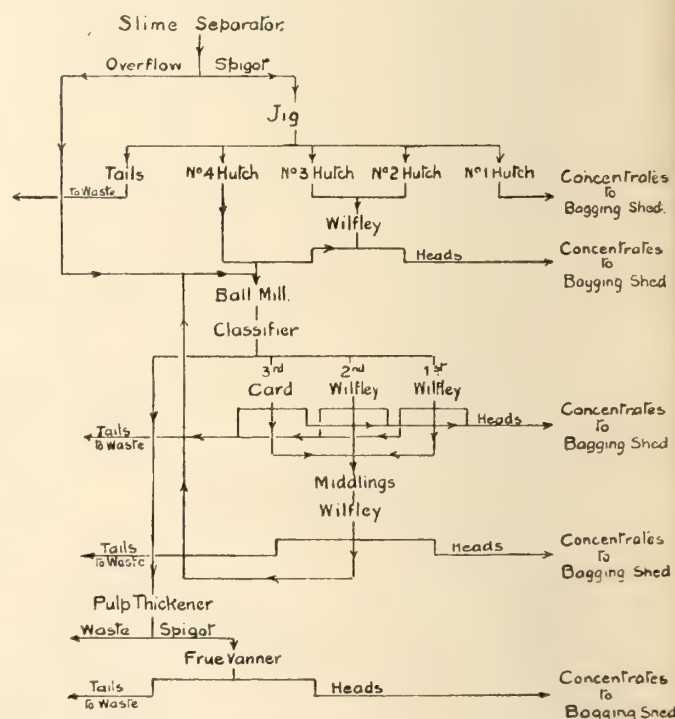 Slime Separator.
Overflow Spigot
Jig
Tails No 4 Hutch No 3 Hutch No 2 Hutch No 1 Hutch Concentrates
to
Bagging Shed.
To Waste
Wilfley
Heads
Concentrates
to
Bagging Shed
Ball Mill.
Classifier
3rd 2nd 1st
Card Wilfley Wilfley
Heads
Concentrates
to
Bagging Shed
Tails
To Waste
Middlings
Wilfley
Tails
To Waste
Heads
Concentrates
to
Bagging Shed
Pulp Thickener
Waste Spigot
Frue Vanner
Tails
To Waste
Heads
Concentrates
to
Bagging Shed